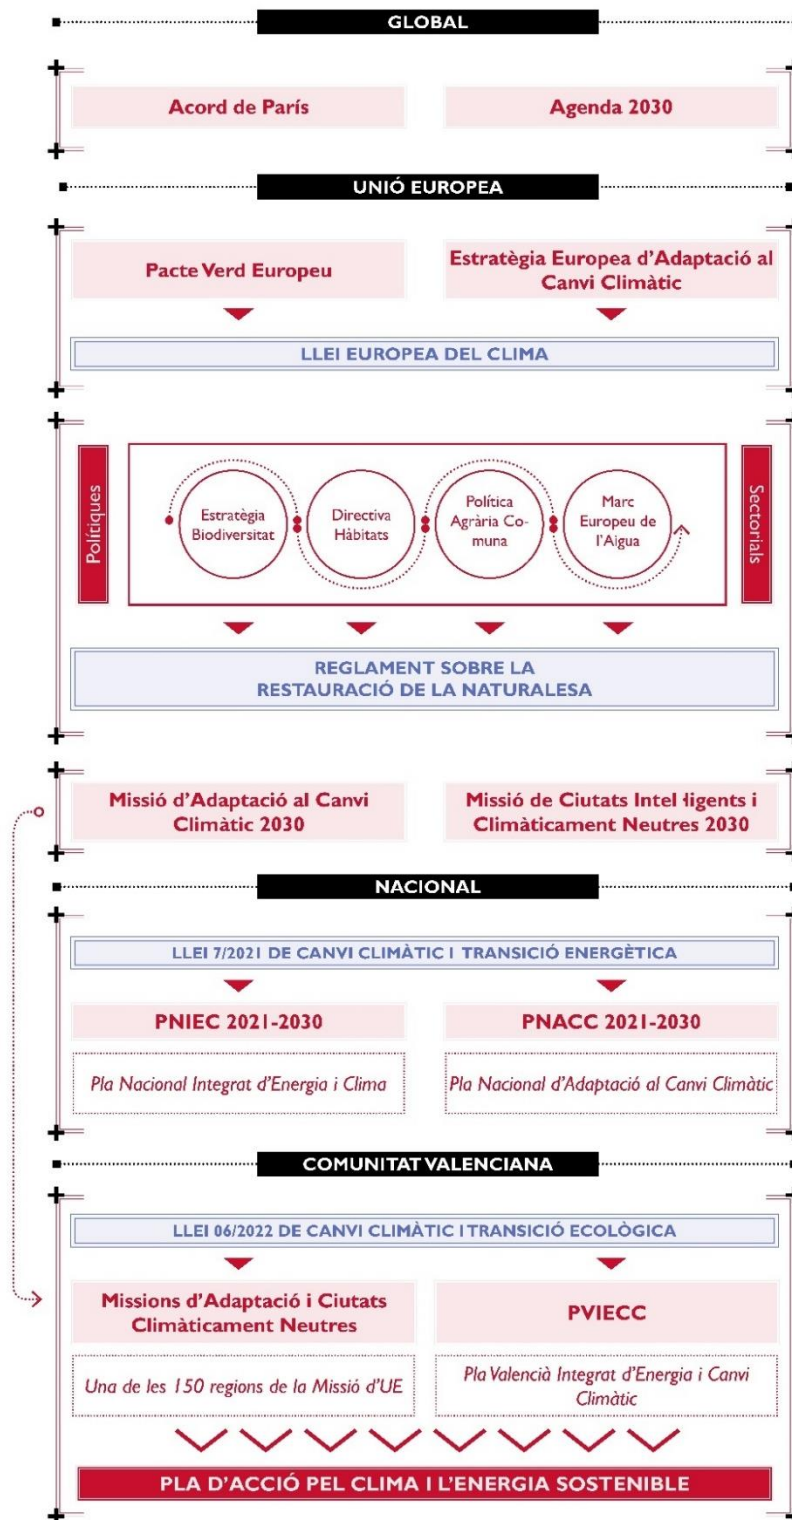 GLOBAL
Acord de París
Agenda 2030
UNIÓ EUROPEA
Pacte Verd Europeu
Estratègia Europea d'Adaptació al
Canvi Climàtic
LLEI EUROPEA DEL CLIMA
Polítiques
Estratègia
Biodiversitat
Directiva
Hàbitats
Política
Agrària Co-
muna
Marc
Europeu de
l'Aigua
Sectorials
REGLAMENT SOBRE LA
RESTAURACIÓ DE LA NATURALESA
Missió d'Adaptació al Canvi
Climàtic 2030
Missió de Ciutats Intel·ligents i
Climàticament Neutres 2030
NACIONAL
LLEI 7/2021 DE CANVI CLIMÀTIC I TRANSICIÓ ENERGÈTICA
PNIEC 2021-2030
PNACC 2021-2030
Pla Nacional Integrat d'Energia i Clima
Pla Nacional d'Adaptació al Canvi Climàtic
COMUNITAT VALENCIANA
LLEI 06/2022 DE CANVI CLIMÀTIC I TRANSICIÓ ECOLÒGICA
Missions d'Adaptació i Ciutats
Climàticament Neutres
PVIECC
Una de les 150 regions de la Missió d'UE
Pla Valencià Integrat d'Energia i Canvi
Climàtic
PLA D'ACCIÓ PEL CLIMA I L'ENERGIA SOSTENIBLE